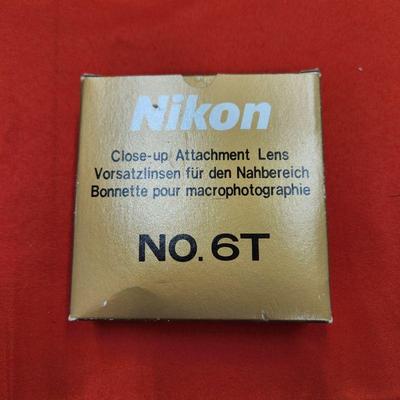 Nikon
Close-up Attachment Lens
Vorsatzlinsen für den Nahbereich
Bonnette pour macrophotographie
NO. 6T